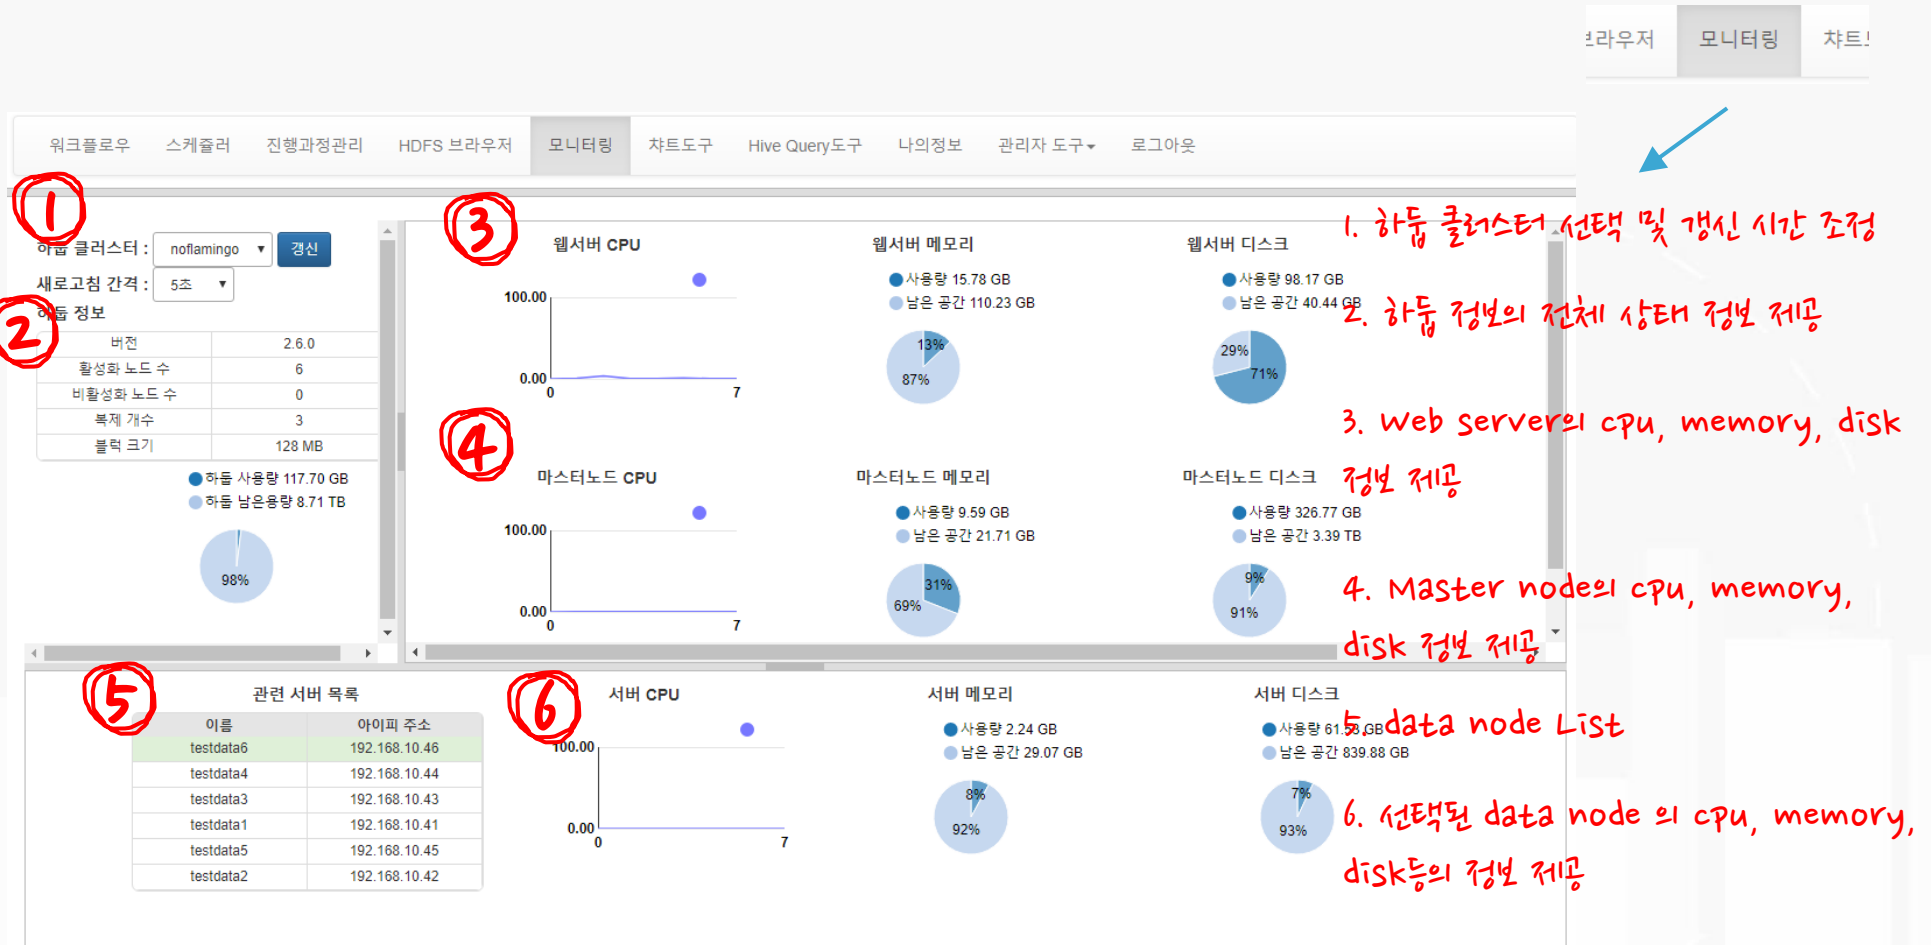 브라우저 모니터링 챠트
워크플로우 스케쥴러 진행과정관리 HDFS 브라우저 모니터링 챠트도구 Hive Query도구 나의정보 관리자 도구 로그아웃
1
하둡 클러스터 : noflamingo 갱신
새로고침 간격 : 5초
2
하둡 정보
버전 2.6.0
활성화 노드 수 6
비활성화 노드 수 0
복제 개수 3
블럭 크기 128 MB
하둡 사용량 117.70 GB
하둡 남은용량 8.71 TB
98%
3
웹서버 CPU
100.00
0.00
0 7
웹서버 메모리
사용량 15.78 GB
남은 공간 110.23 GB
13%
87%
웹서버 디스크
사용량 98.17 GB
남은 공간 40.44 GB
29%
71%
4
마스터노드 CPU
100.00
0.00
0 7
마스터노드 메모리
사용량 9.59 GB
남은 공간 21.71 GB
31%
69%
마스터노드 디스크
사용량 326.77 GB
남은 공간 3.39 TB
9%
91%
5
관련 서버 목록
이름 아이피 주소
testdata6 192.168.10.46
testdata4 192.168.10.44
testdata3 192.168.10.43
testdata1 192.168.10.41
testdata5 192.168.10.45
testdata2 192.168.10.42
6
서버 CPU
100.00
0.00
0 7
서버 메모리
사용량 2.24 GB
남은 공간 29.07 GB
8%
92%
서버 디스크
사용량 61.53 GB
남은 공간 839.88 GB
7%
93%
1. 하둡 클러스터 선택 및 갱신 시간 조정
2. 하둡 정보의 전체 상태 정보 제공
3. Web server의 cpu, memory, disk
정보 제공
4. Master node의 cpu, memory,
disk 정보 제공
5. data node List
6. 선택된 data node 의 cpu, memory,
disk등의 정보 제공